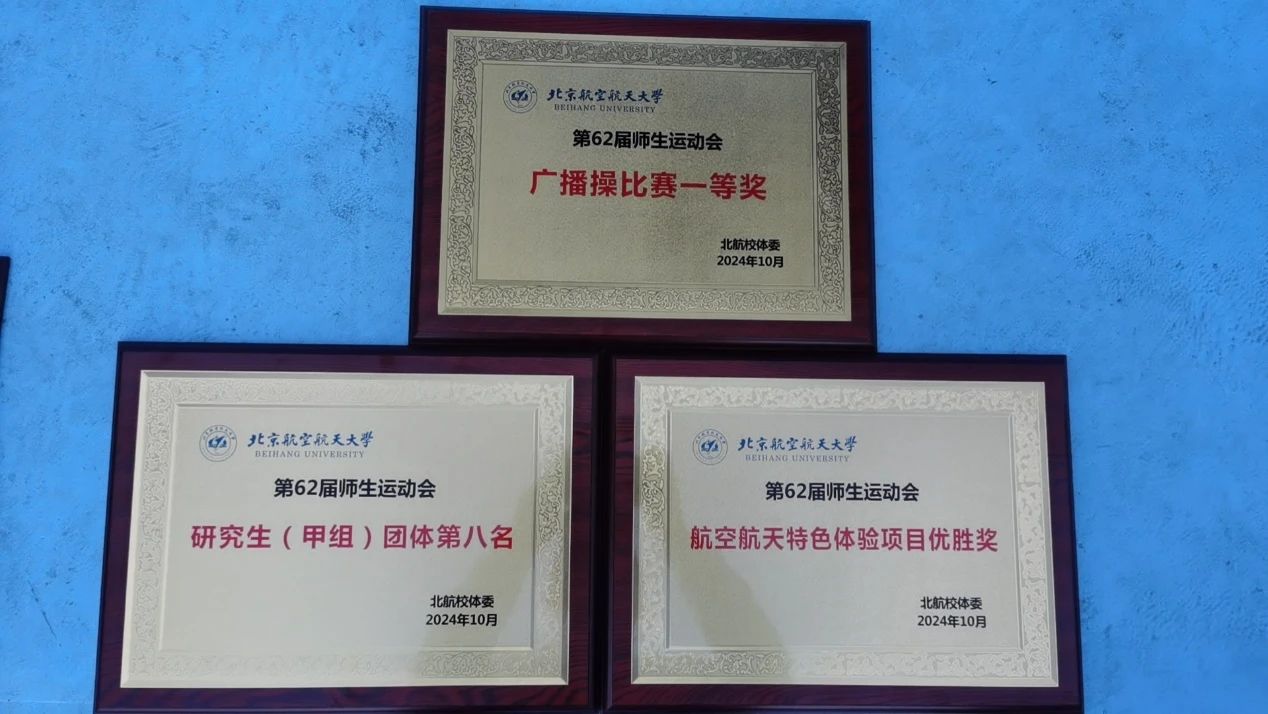 北京航空航天大学
BEIHANG UNIVERSITY
第62届师生运动会
广播操比赛一等奖
北航校体委
2024年10月
北京航空航天大学
BEIHANG UNIVERSITY
第62届师生运动会
研究生（甲组）团体第八名
北航校体委
2024年10月
北京航空航天大学
BEIHANG UNIVERSITY
第62届师生运动会
航空航天特色体验项目优胜奖
北航校体委
2024年10月